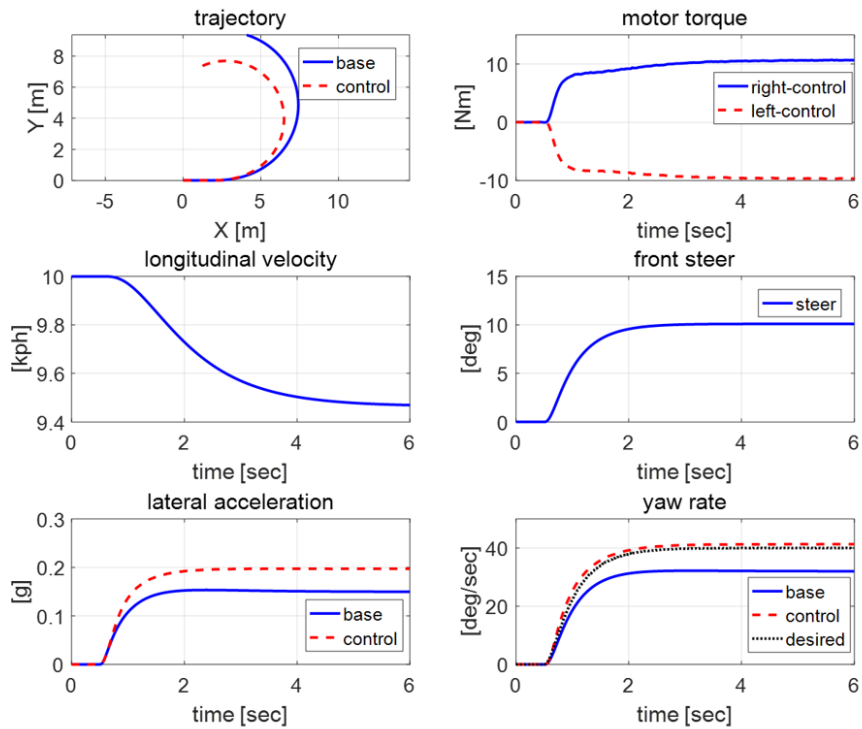 trajectory
8
6
4
2
0
Y [m]
-5
0
5
10
X [m]
base
control
motor torque
10
0
-10
[Nm]
0
2
4
6
time [sec]
right-control
left-control
longitudinal velocity
10
9.8
9.6
9.4
[kph]
0
2
4
6
time [sec]
front steer
15
10
5
0
[deg]
0
2
4
6
time [sec]
steer
lateral acceleration
0.3
0.2
0.1
0
[g]
0
2
4
6
time [sec]
base
control
yaw rate
40
20
0
[deg/sec]
0
2
4
6
time [sec]
base
control
desired